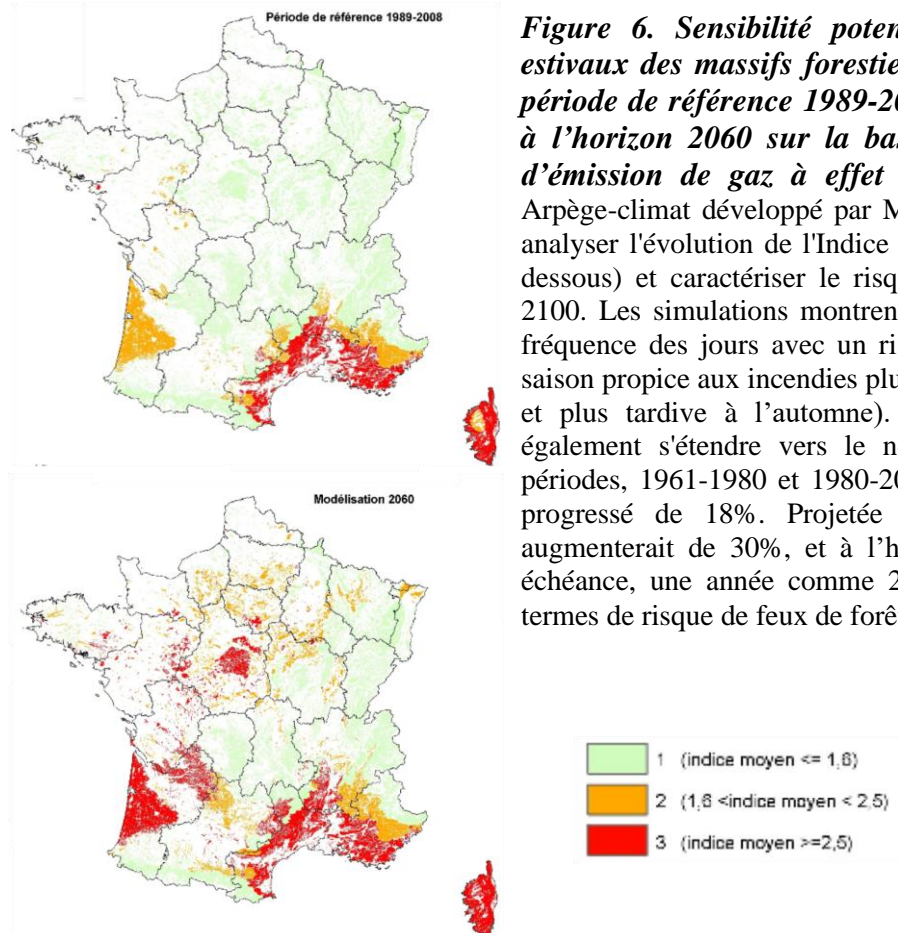 Période de référence 1989-2008
Modélisation 2060
Figure 6. Sensibilité poten
estivaux des massifs forestie
période de référence 1989-20
à l'horizon 2060 sur la bas
d'émission de gaz à effet
Arpège-climat développé par M
analyser l'évolution de l'Indice
dessous) et caractériser le risq
2100. Les simulations montren
fréquence des jours avec un ri
saison propice aux incendies plu
et plus tardive à l'automne).
également s'étendre vers le n
périodes, 1961-1980 et 1980-20
progressé de 18%. Projetée
augmenterait de 30%, et à l'h
échéance, une année comme 2
termes de risque de feux de forê
1 (indice moyen <= 1,6)
2 (1,6 <indice moyen < 2,5)
3 (indice moyen >=2,5)